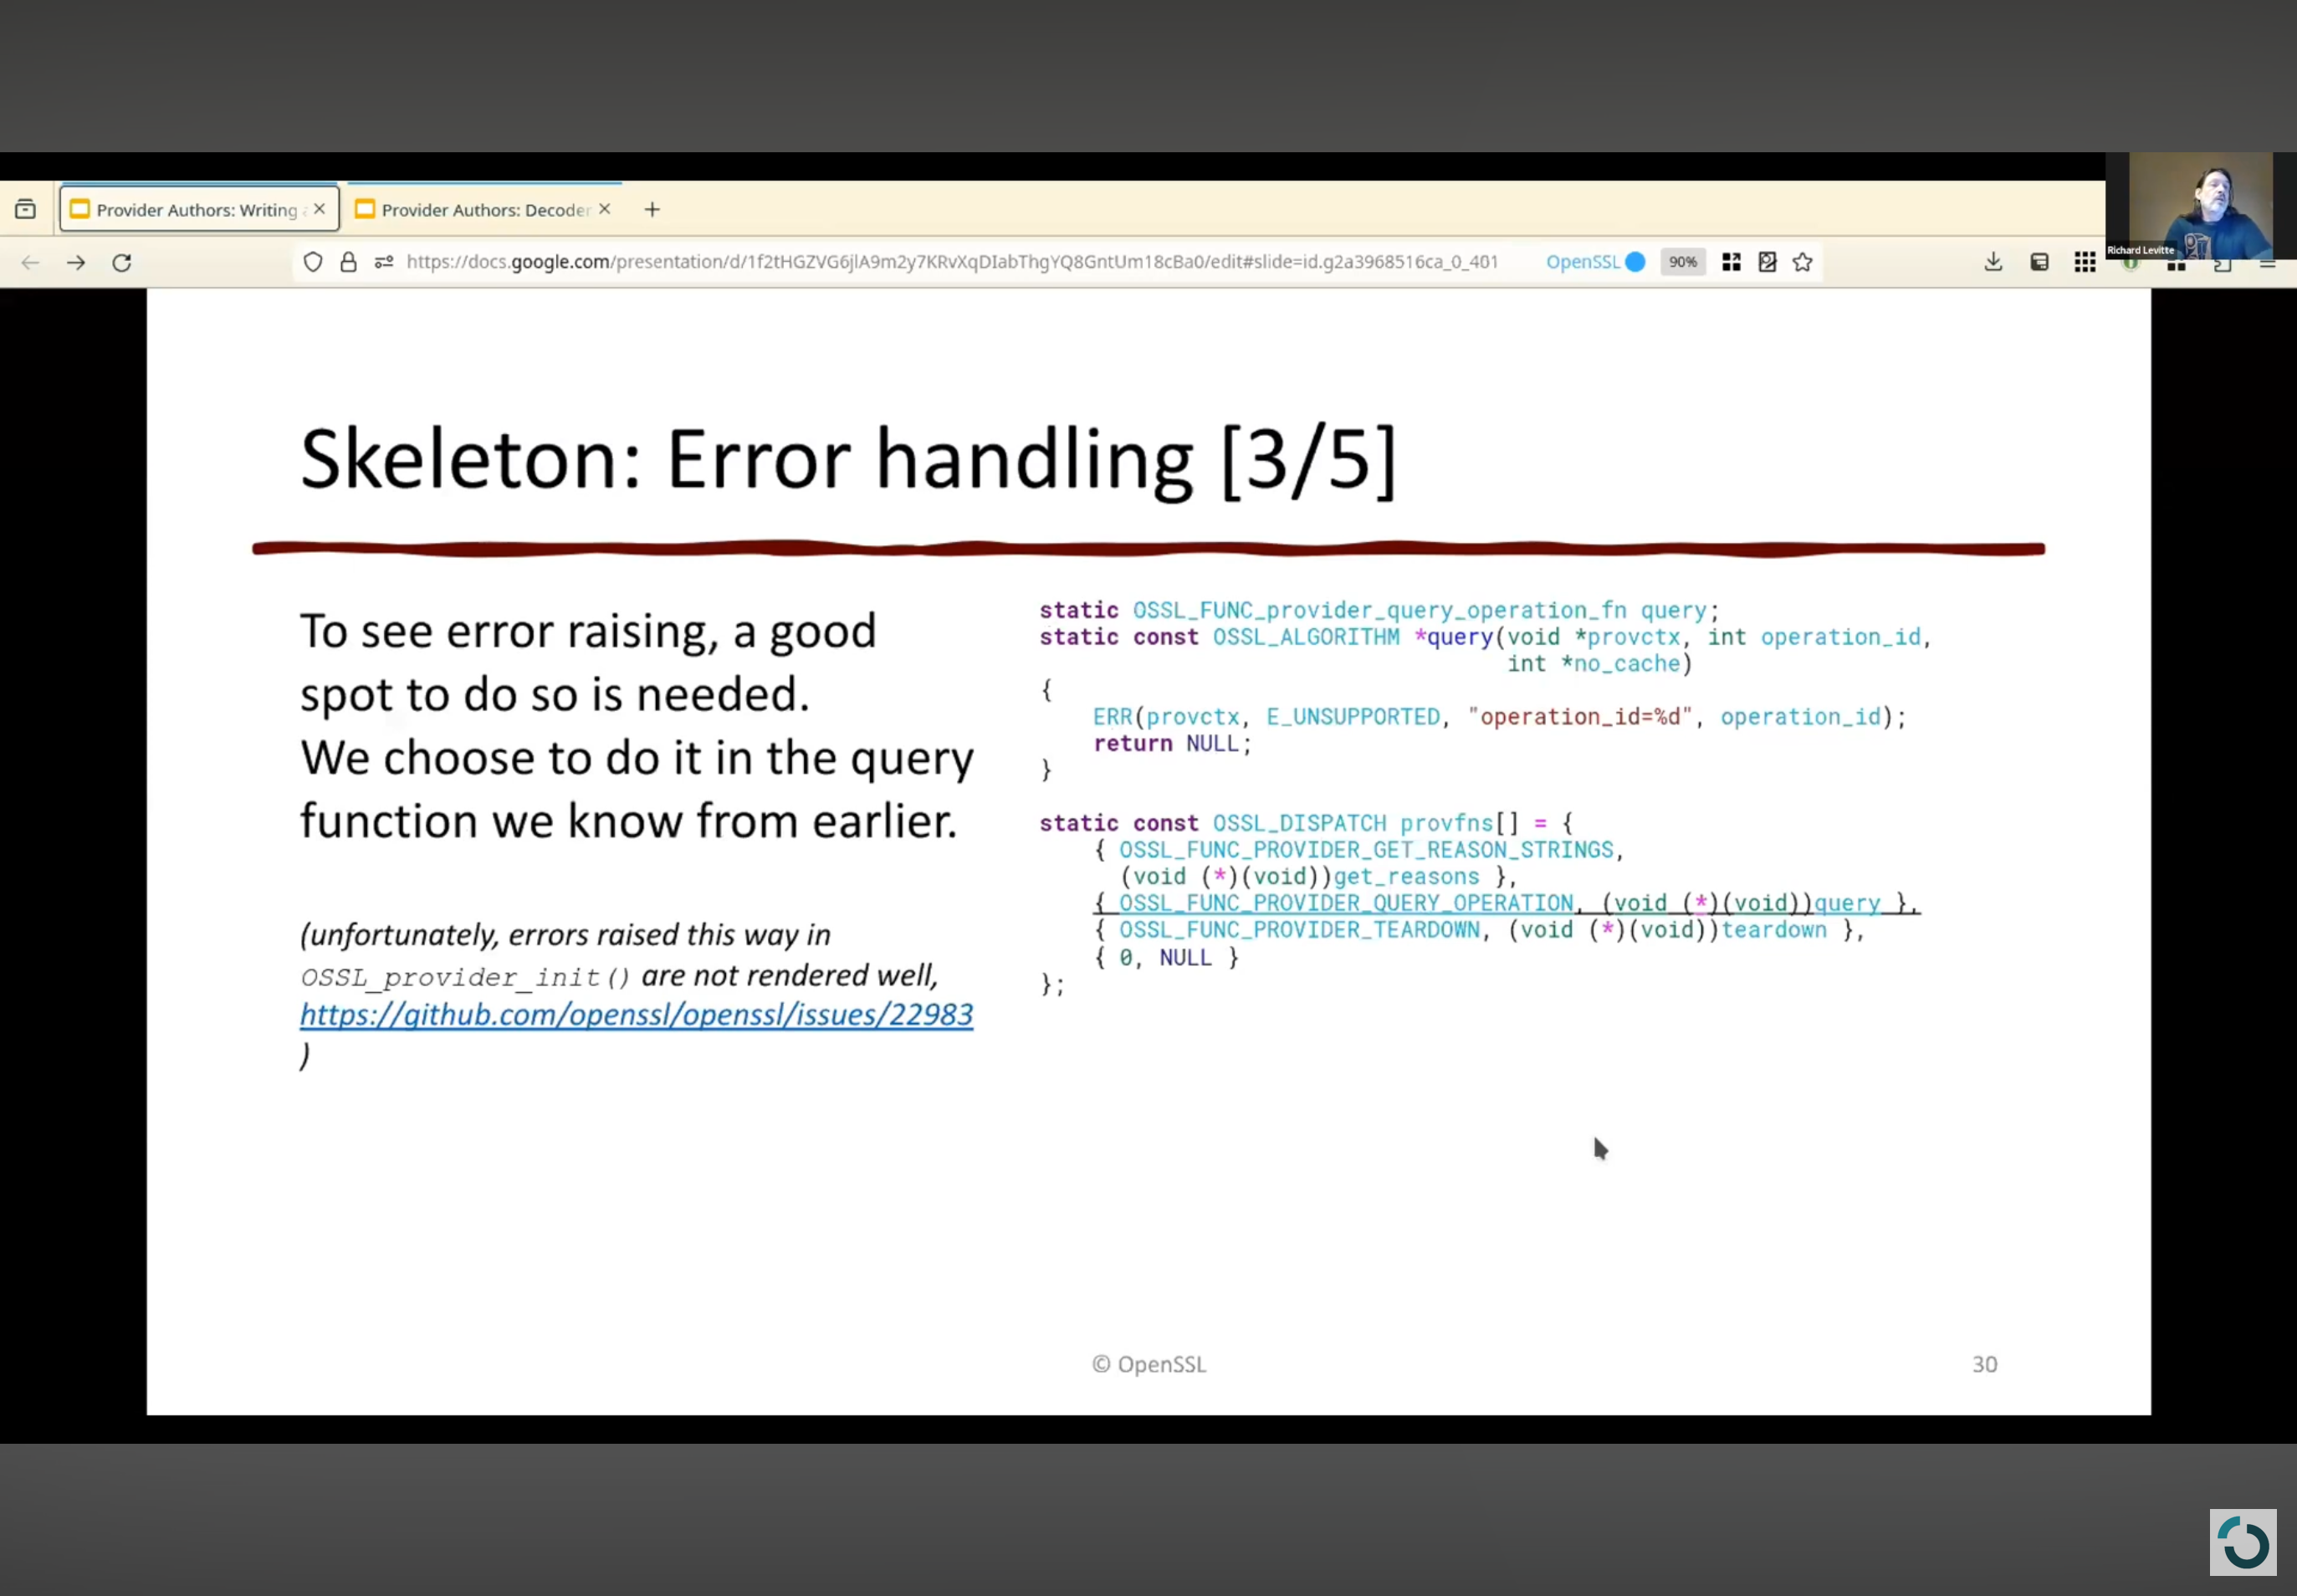 Provider Authors: Writing
Provider Authors: Decoder
Richard Levitte
https://docs.google.com/presentation/d/1f2tHGZVG6jlA9m2y7KRvXqDIabThgYQ8GntUm18cBa0/edit#slide=id.g2a3968516ca_0_401
OpenSSL
90%
Skeleton: Error handling [3/5]
To see error raising, a good
spot to do so is needed.
We choose to do it in the query
function we know from earlier.
(unfortunately, errors raised this way in
OSSL_provider_init() are not rendered well,
https://github.com/openssl/openssl/issues/22983
)
static OSSL_FUNC_provider_query_operation_fn query;
static const OSSL_ALGORITHM *query(void *provctx, int operation_id,
int *no_cache)
{
ERR(provctx, E_UNSUPPORTED, "operation_id=%d", operation_id);
return NULL;
}
static const OSSL_DISPATCH provfns[] = {
{ OSSL_FUNC_PROVIDER_GET_REASON_STRINGS,
(void (*)(void))get_reasons },
{ OSSL_FUNC_PROVIDER_QUERY_OPERATION, (void (*)(void))query },
{ OSSL_FUNC_PROVIDER_TEARDOWN, (void (*)(void))teardown },
{ 0, NULL }
};
© OpenSSL
30